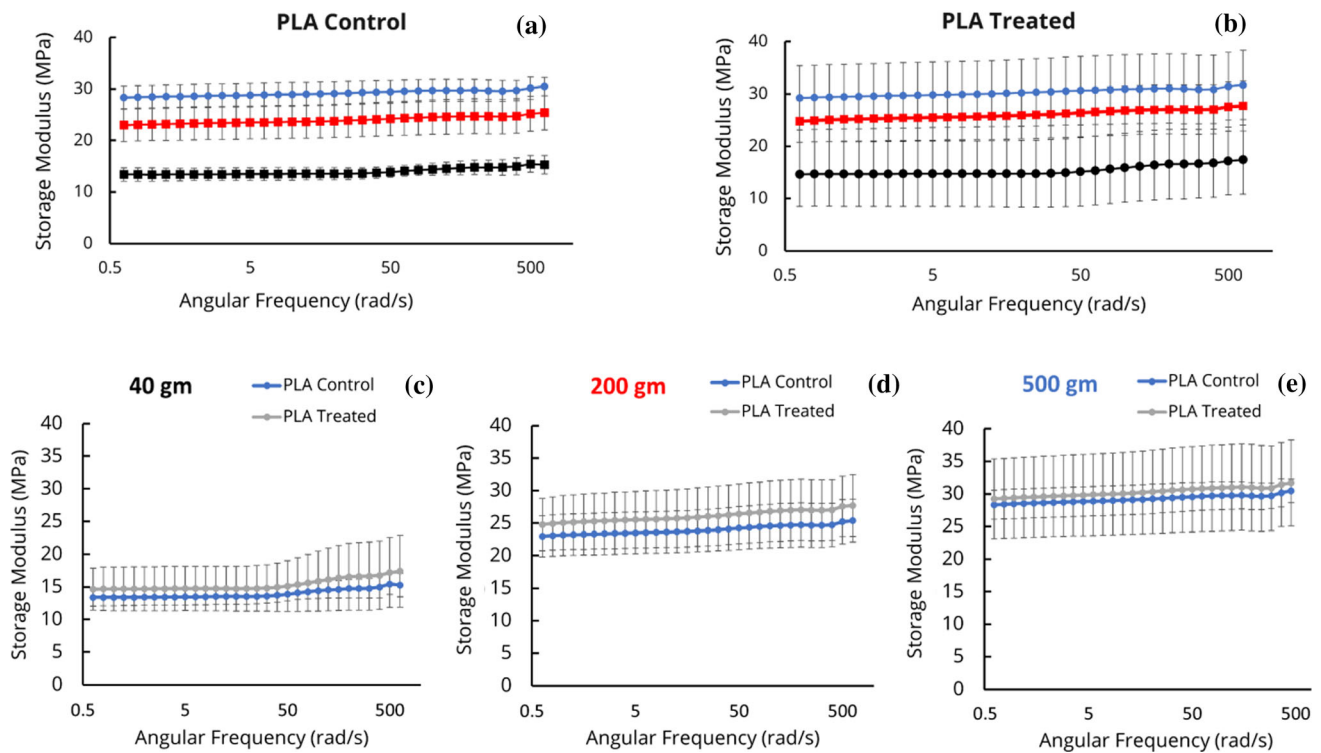 PLA Control (a)
Storage Modulus (MPa)
40
30
20
10
0
0.5 5 50 500
Angular Frequency (rad/s)
PLA Treated (b)
Storage Modulus (MPa)
40
30
20
10
0
0.5 5 50 500
Angular Frequency (rad/s)
40 gm
PLA Control (c)
PLA Treated
Storage Modulus (MPa)
40
35
30
25
20
15
10
5
0
0.5 5 50 500
Angular Frequency (rad/s)
200 gm
PLA Control (d)
PLA Treated
Storage Modulus (MPa)
40
35
30
25
20
15
10
5
0
0.5 5 50 500
Angular Frequency (rad/s)
500 gm
PLA Control (e)
PLA Treated
Storage Modulus (MPa)
40
35
30
25
20
15
10
5
0
0.5 5 50 500
Angular Frequency (rad/s)